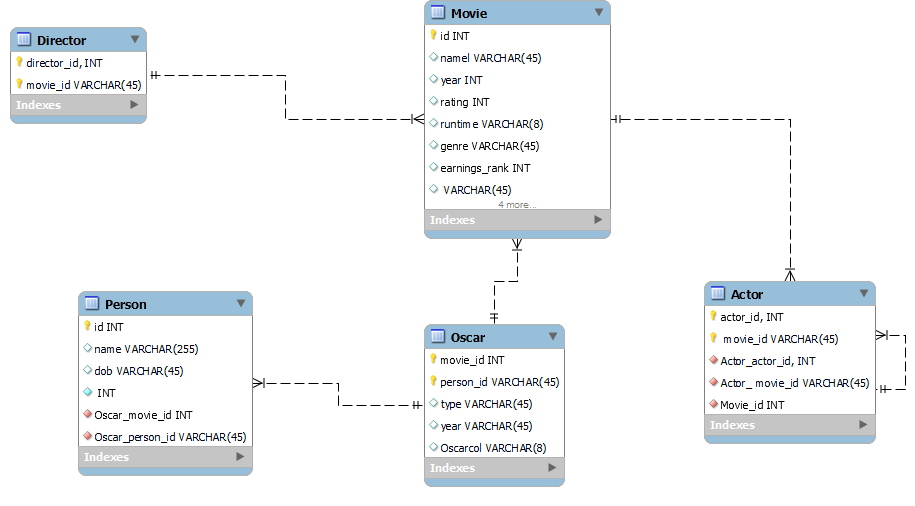 Director
director_id, INT
movie_id VARCHAR(45)
Indexes
Movie
id INT
namel VARCHAR(45)
year INT
rating INT
runtime VARCHAR(8)
genre VARCHAR(45)
earnings_rank INT
VARCHAR(45)
4 more...
Indexes
Person
id INT
name VARCHAR(255)
dob VARCHAR(45)
INT
Oscar_movie_id INT
Oscar_person_id VARCHAR(45)
Indexes
Oscar
movie_id INT
person_id VARCHAR(45)
type VARCHAR(45)
year VARCHAR(45)
Oscarcol VARCHAR(8)
Indexes
Actor
actor_id, INT
movie_id VARCHAR(45)
Actor_actor_id, INT
Actor_ movie_id VARCHAR(45)
Movie_id INT
Indexes